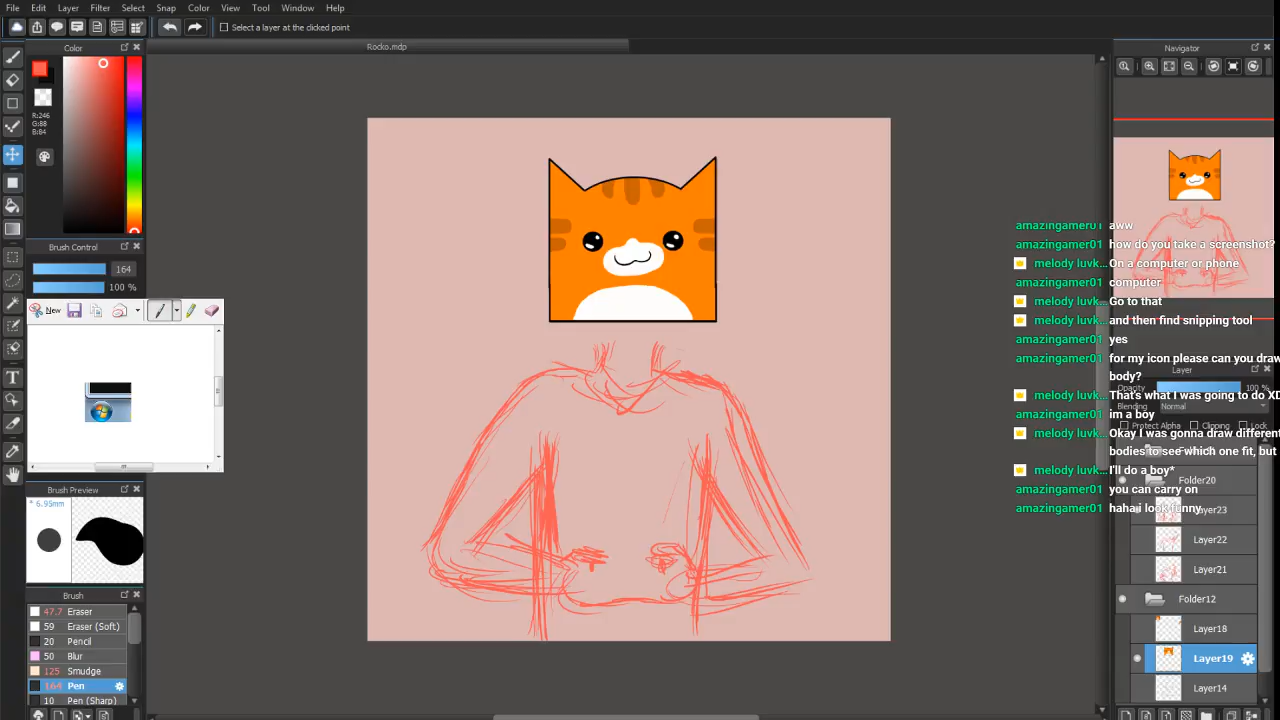 File Edit Layer Filter Select Snap Color View Tool Window Help
Select a layer at the clicked point
Rocko.mdp
Color
R:246
G:88
B:84
Brush Control
164
100 %
New
Brush Preview
* 6.95mm
Brush
47.7 Eraser
59 Eraser (Soft)
20 Pencil
50 Blur
125 Smudge
164 Pen
10 Pen (Sharp)
Navigator
amazingamer01 aww
amazingamer01 how do you take a screenshot?
melody luvk... On a computer or phone
amazingamer01 computer
melody luvk... Go to that
melody luvk... and then find snipping tool
amazingamer01 yes
amazingamer01 for my icon please can you draw
body?
melody luvk... That's what I was going to do XD
amazingamer01 im a boy
melody luvk... Okay I was gonna draw different
bodies to see which one fit, but
melody luvk... I'll do a boy*
amazingamer01 you can carry on
amazingamer01 hahai look funny
Layer
Opacity 100 %
Blending Normal
Protect Alpha Clipping Lock
Folder20
Layer23
Layer22
Layer21
Folder12
Layer18
Layer19
Layer14